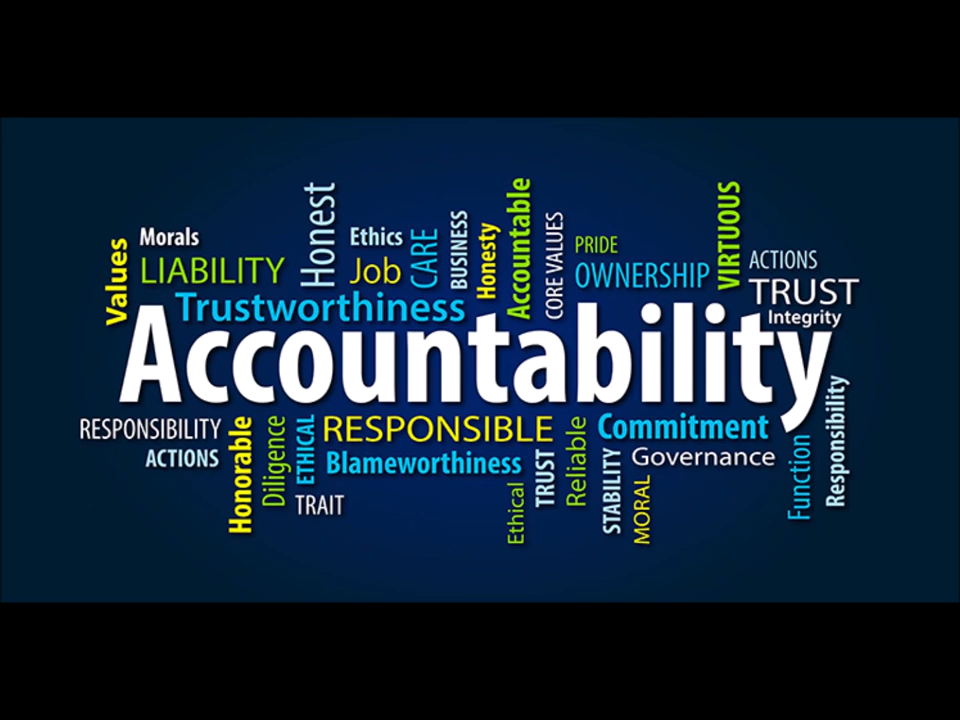 Values
Morals
LIABILITY
Honest
Ethics
Job
CARE
BUSINESS
Honesty
Accountable
CORE VALUES
PRIDE
OWNERSHIP
VIRTUOUS
ACTIONS
TRUST
Integrity
Trustworthiness
Accountability
RESPONSIBILITY
ACTIONS
Honorable
Diligence
ETHICAL
RESPONSIBLE
Blameworthiness
TRAIT
Ethical
TRUST
Reliable
Commitment
STABILITY
Governance
MORAL
Function
Responsibility